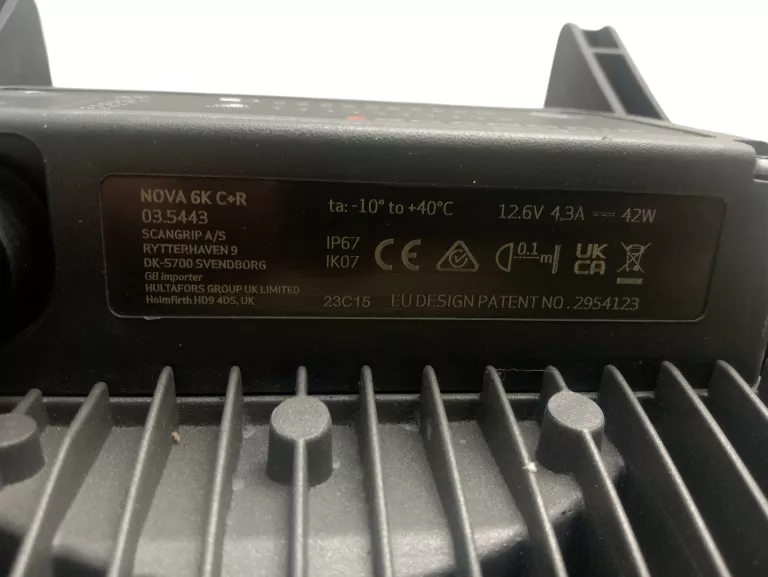 NOVA 6K C+R
03.5443
SCANGRIP A/S
RYTTERHAVEN 9
DK-5700 SVENDBORG
GB importer
HULTAFORS GROUP UK LIMITED
Holmfirth HD9 4DS, UK
ta: -10° to +40°C
12.6V 4.3A ⎓ 42W
IP67
IK07
CE
0.1m
UK
CA
23C15
EU DESIGN PATENT NO. 2954123